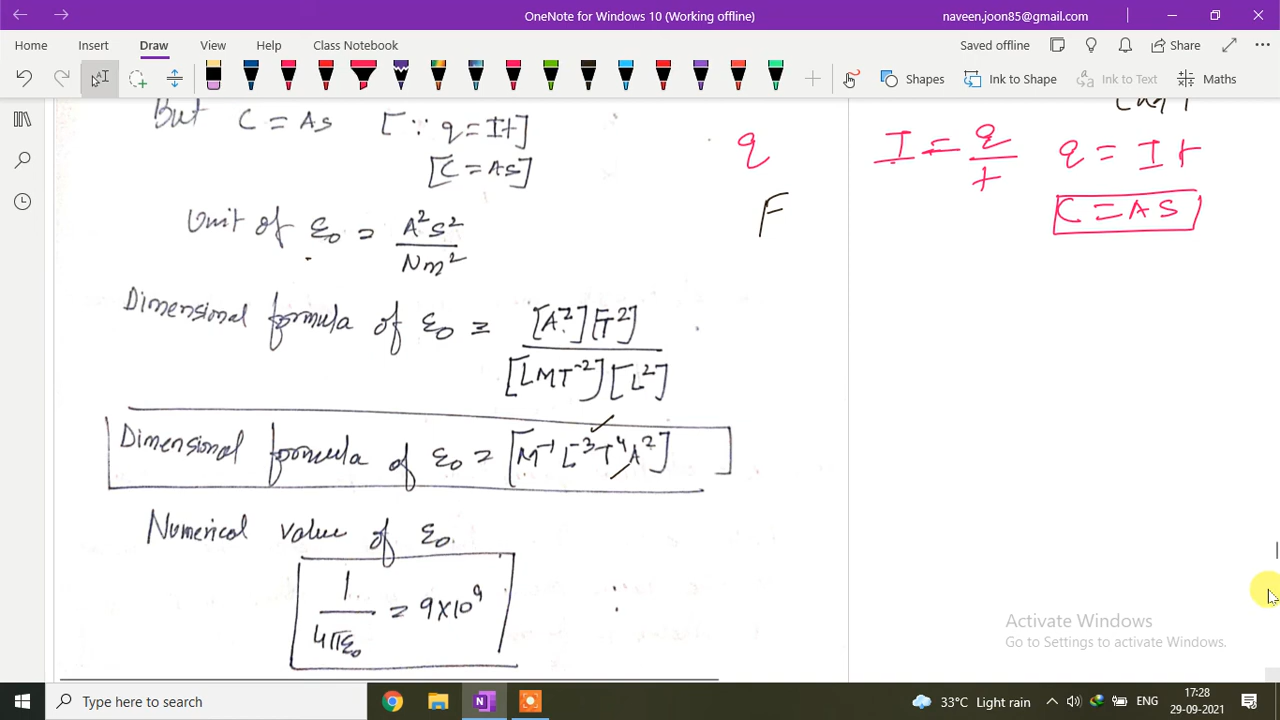 OneNote for Windows 10 (Working offline)
naveen.joon85@gmail.com
Home Insert Draw View Help Class Notebook
Saved offline
Share
Shapes
Ink to Shape
Ink to Text
Maths
But C = As [∵ q = It]
[C = As]
Unit of ε₀ = A²s² / Nm²
Dimensional formula of ε₀ = [A²][T²] / [LMT⁻²][L²]
Dimensional formula of ε₀ = [M⁻¹ L⁻³ T⁴ A²]
Numerical value of ε₀.
1 / 4πε₀ = 9×10⁹
q
F
I = q / t q = It
C = AS
Activate Windows
Go to Settings to activate Windows.
Type here to search
33°C Light rain
ENG
17:28
29-09-2021